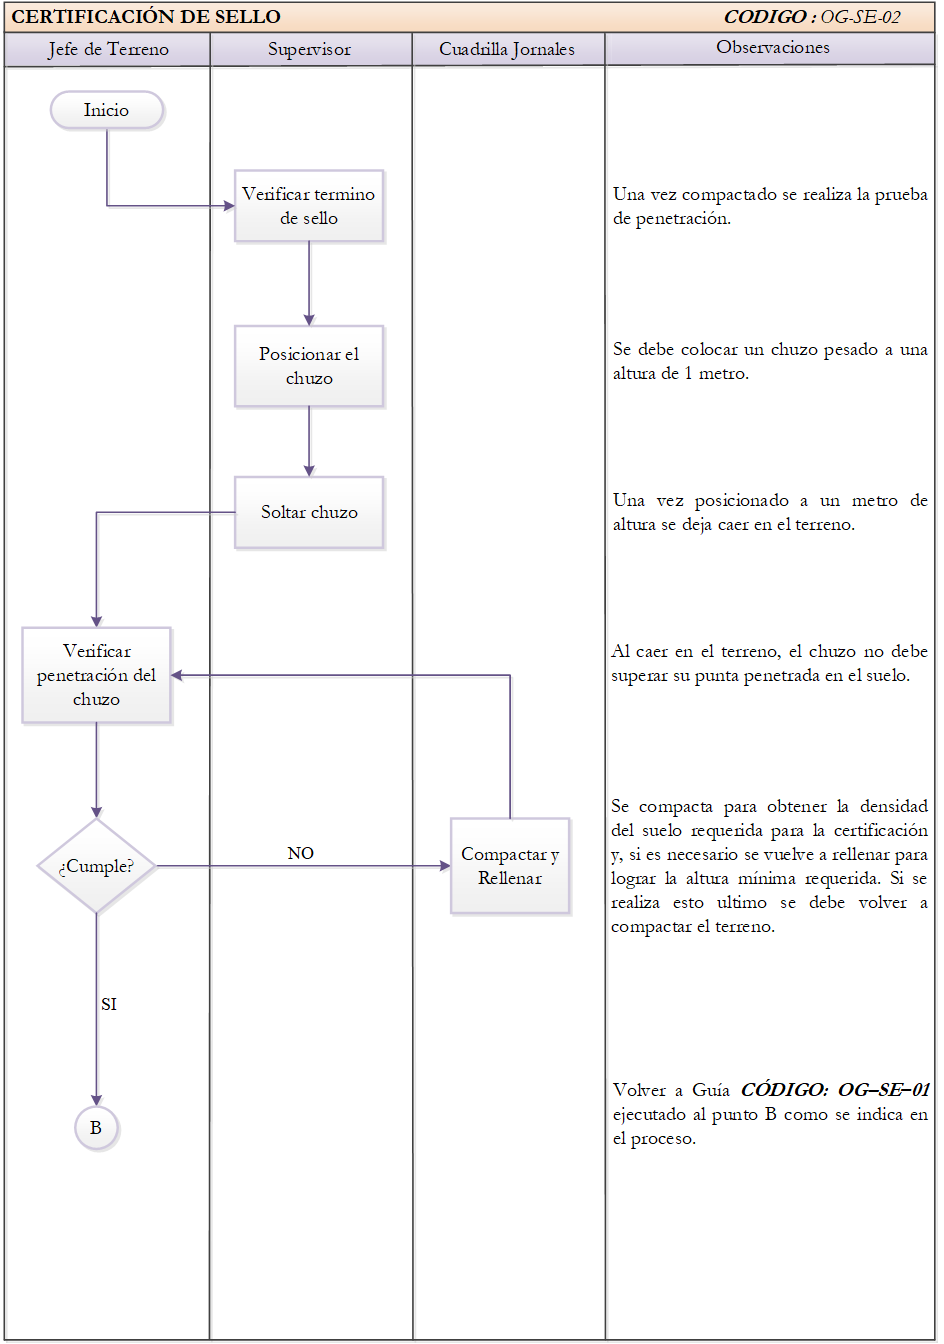 CERTIFICACIÓN DE SELLO
CODIGO : OG-SE-02
Jefe de Terreno
Supervisor
Cuadrilla Jornales
Observaciones
Inicio
Verificar termino
de sello
Una vez compactado se realiza la prueba
de penetración.
Posicionar el
chuzo
Se debe colocar un chuzo pesado a una
altura de 1 metro.
Soltar chuzo
Una vez posicionado a un metro de
altura se deja caer en el terreno.
Verificar
penetración del
chuzo
Al caer en el terreno, el chuzo no debe
superar su punta penetrada en el suelo.
¿Cumple?
NO
Compactar y
Rellenar
Se compacta para obtener la densidad
del suelo requerida para la certificación
y, si es necesario se vuelve a rellenar para
lograr la altura mínima requerida. Si se
realiza esto ultimo se debe volver a
compactar el terreno.
SI
B
Volver a Guía CÓDIGO: OG–SE–01
ejecutado al punto B como se indica en
el proceso.